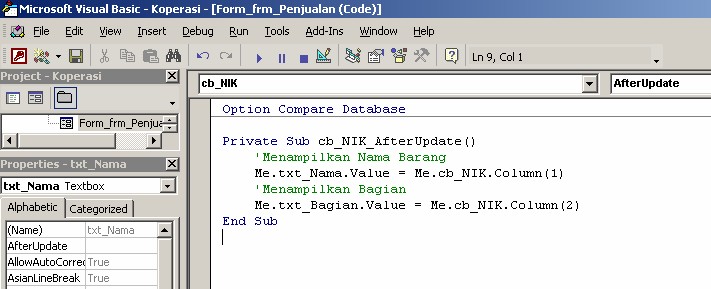 Microsoft Visual Basic - Koperasi - [Form_frm_Penjualan (Code)]
File Edit View Insert Debug Run Tools Add-Ins Window Help
Ln 9, Col 1
Project - Koperasi
cb_NIK AfterUpdate
Form_frm_Penjua
Properties - txt_Nama
txt_Nama Textbox
Alphabetic Categorized
(Name) txt_Nama
AfterUpdate
AllowAutoCorre True
AsianLineBreak True
Option Compare Database
Private Sub cb_NIK_AfterUpdate()
'Menampilkan Nama Barang
Me.txt_Nama.Value = Me.cb_NIK.Column(1)
'Menampilkan Bagian
Me.txt_Bagian.Value = Me.cb_NIK.Column(2)
End Sub